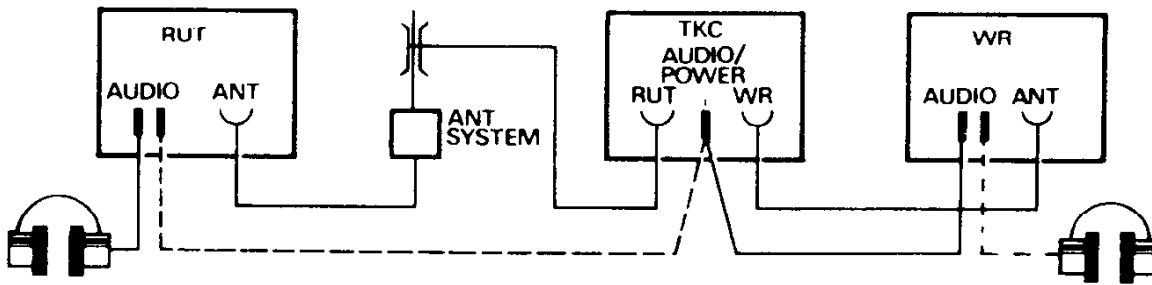 RUT
AUDIO ANT
ANT
SYSTEM
TKC
AUDIO/
POWER
RUT WR
WR
AUDIO ANT